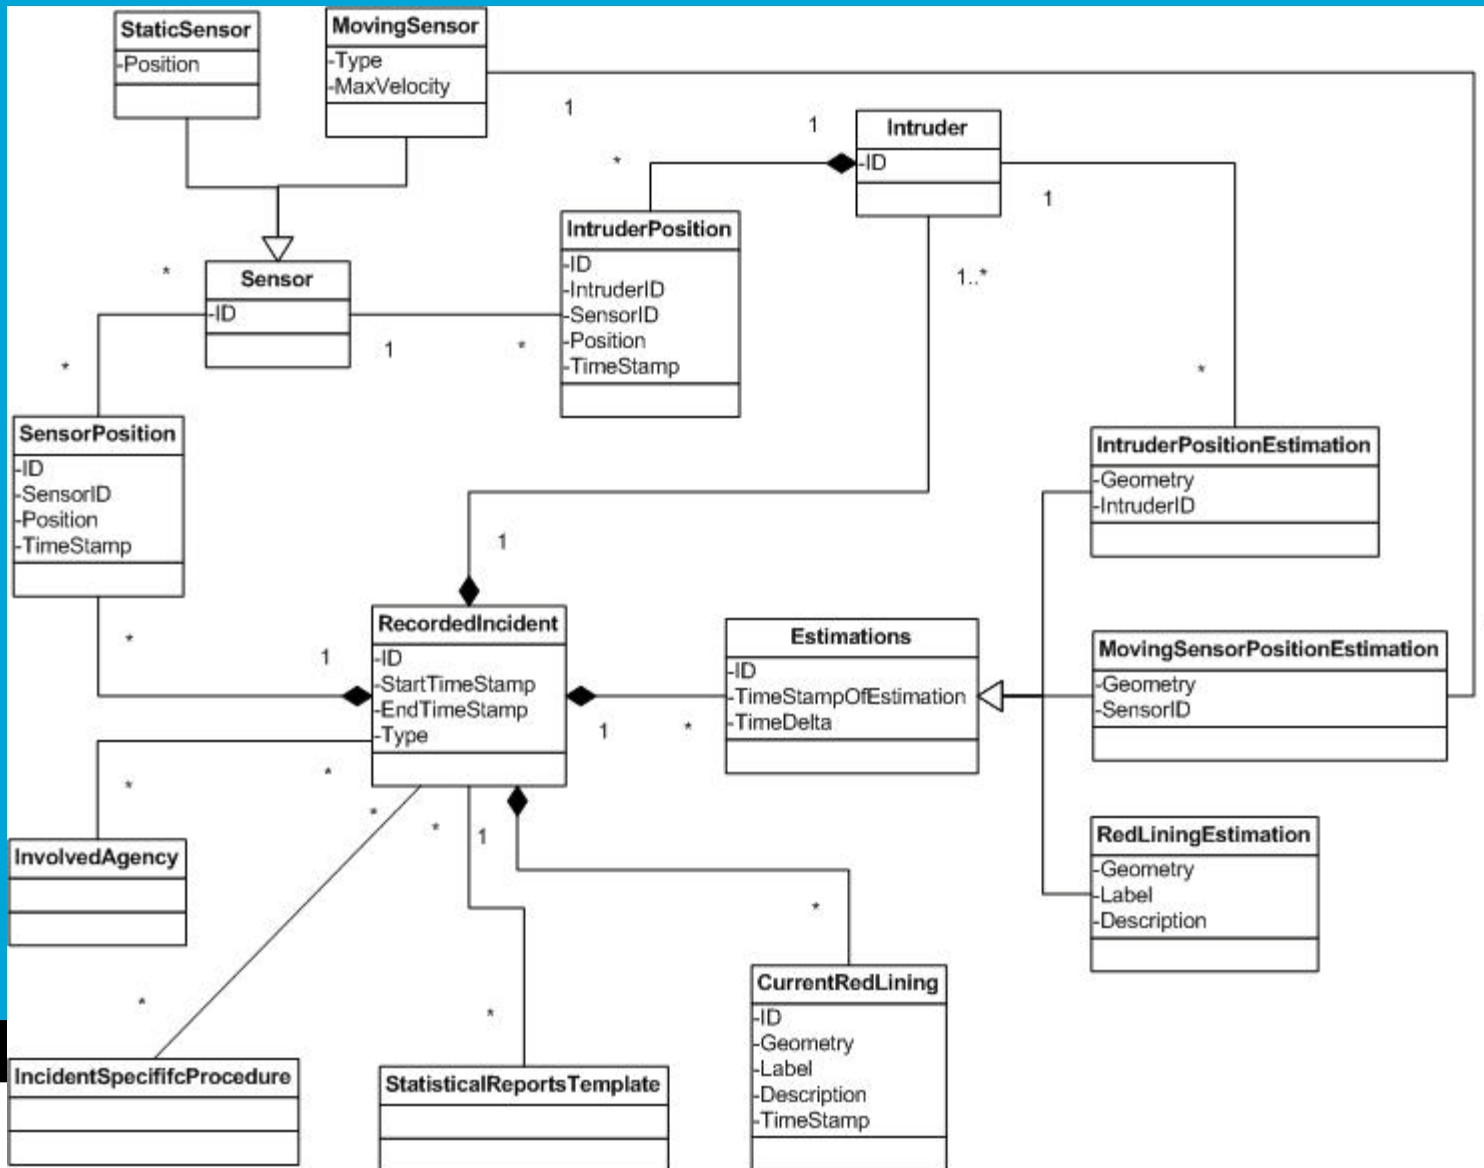 StaticSensor
-Position
MovingSensor
-Type
-MaxVelocity
1
1
*
Intruder
-ID
1
IntruderPosition
-ID
-IntruderID
-SensorID
-Position
-TimeStamp
*
Sensor
-ID
1
*
1..*
*
*
SensorPosition
-ID
-SensorID
-Position
-TimeStamp
IntruderPositionEstimation
-Geometry
-IntruderID
1
*
1
RecordedIncident
-ID
-StartTimeStamp
-EndTimeStamp
-Type
1
*
Estimations
-ID
-TimeStampOfEstimation
-TimeDelta
MovingSensorPositionEstimation
-Geometry
-SensorID
*
*
*
*
1
RedLiningEstimation
-Geometry
-Label
-Description
InvolvedAgency
*
*
*
CurrentRedLining
-ID
-Geometry
-Label
-Description
-TimeStamp
IncidentSpecififcProcedure
StatisticalReportsTemplate